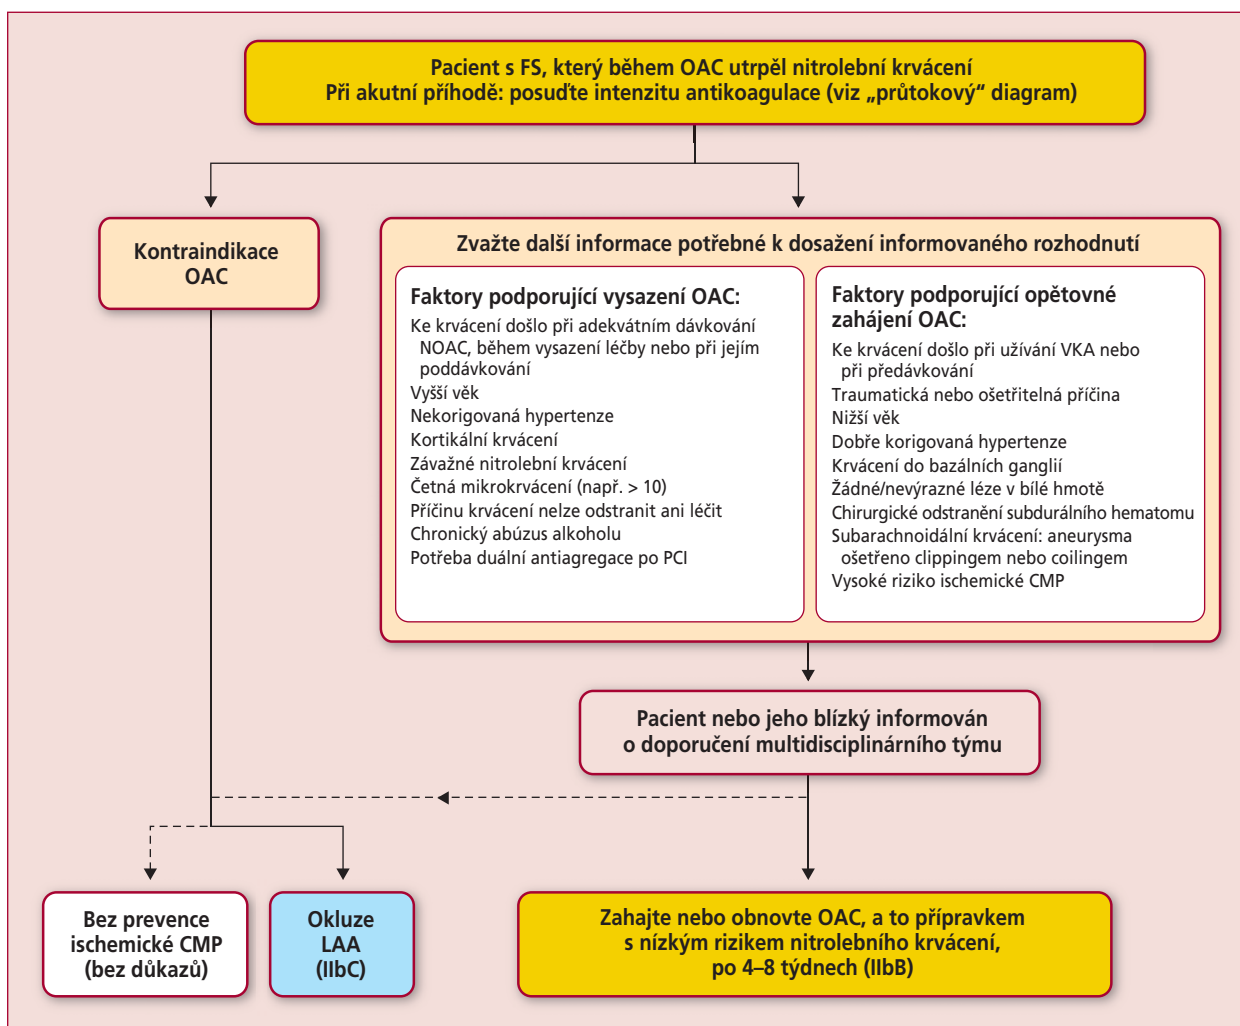 Pacient s FS, který během OAC utrpěl nitrolební krvácení
Při akutní příhodě: posuďte intenzitu antikoagulace (viz „průtokový“ diagram)
Kontraindikace
OAC
Zvažte další informace potřebné k dosažení informovaného rozhodnutí
Faktory podporující vysazení OAC:
Ke krvácení došlo při adekvátním dávkování
NOAC, během vysazení léčby nebo při jejím
poddávkování
Vyšší věk
Nekorigovaná hypertenze
Kortikální krvácení
Závažné nitrolební krvácení
Četná mikrokrvácení (např. > 10)
Příčinu krvácení nelze odstranit ani léčit
Chronický abúzus alkoholu
Potřeba duální antiagregace po PCI
Faktory podporující opětovné
zahájení OAC:
Ke krvácení došlo při užívání VKA nebo
při předávkování
Traumatická nebo ošetřitelná příčina
Nižší věk
Dobře korigovaná hypertenze
Krvácení do bazálních ganglií
Žádné/nevýrazné léze v bílé hmotě
Chirurgické odstranění subdurálního hematomu
Subarachnoidální krvácení: aneurysma
ošetřeno clippingem nebo coilingem
Vysoké riziko ischemické CMP
Pacient nebo jeho blízký informován
o doporučení multidisciplinárního týmu
Bez prevence
ischemické CMP
(bez důkazů)
Okluze
LAA
(IIbC)
Zahajte nebo obnovte OAC, a to přípravkem
s nízkým rizikem nitrolebního krvácení,
po 4–8 týdnech (IIbB)